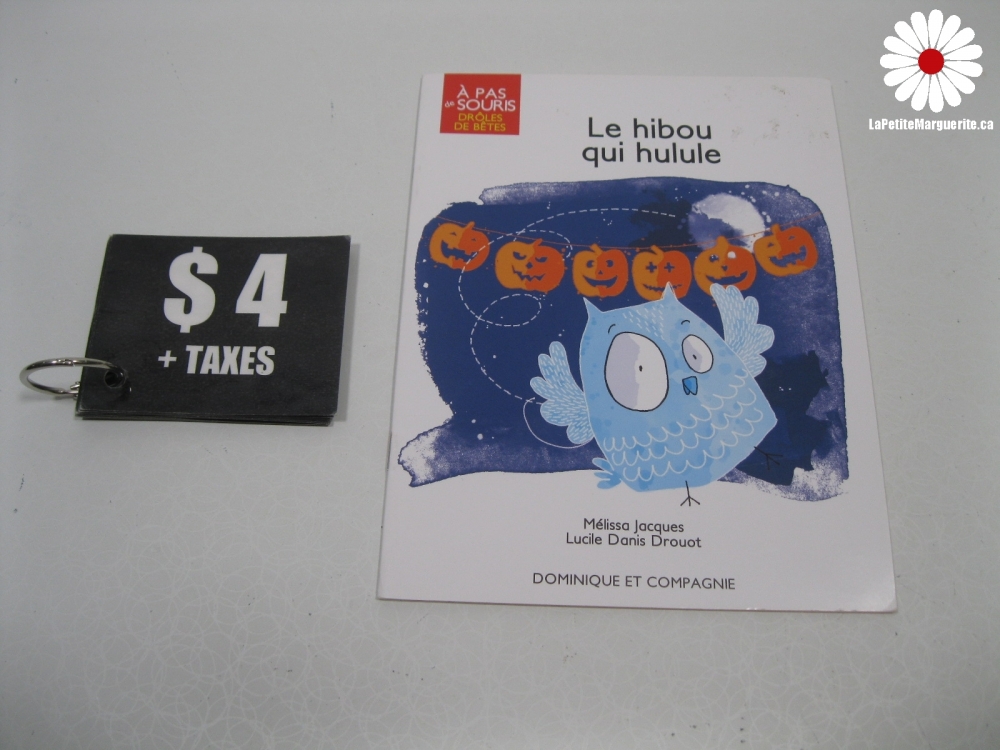 LaPetiteMarguerite.ca
À PAS
de SOURIS
DRÔLES
DE BÊTES
Le hibou
qui hulule
$ 4
+ TAXES
Mélissa Jacques
Lucile Danis Drouot
DOMINIQUE ET COMPAGNIE